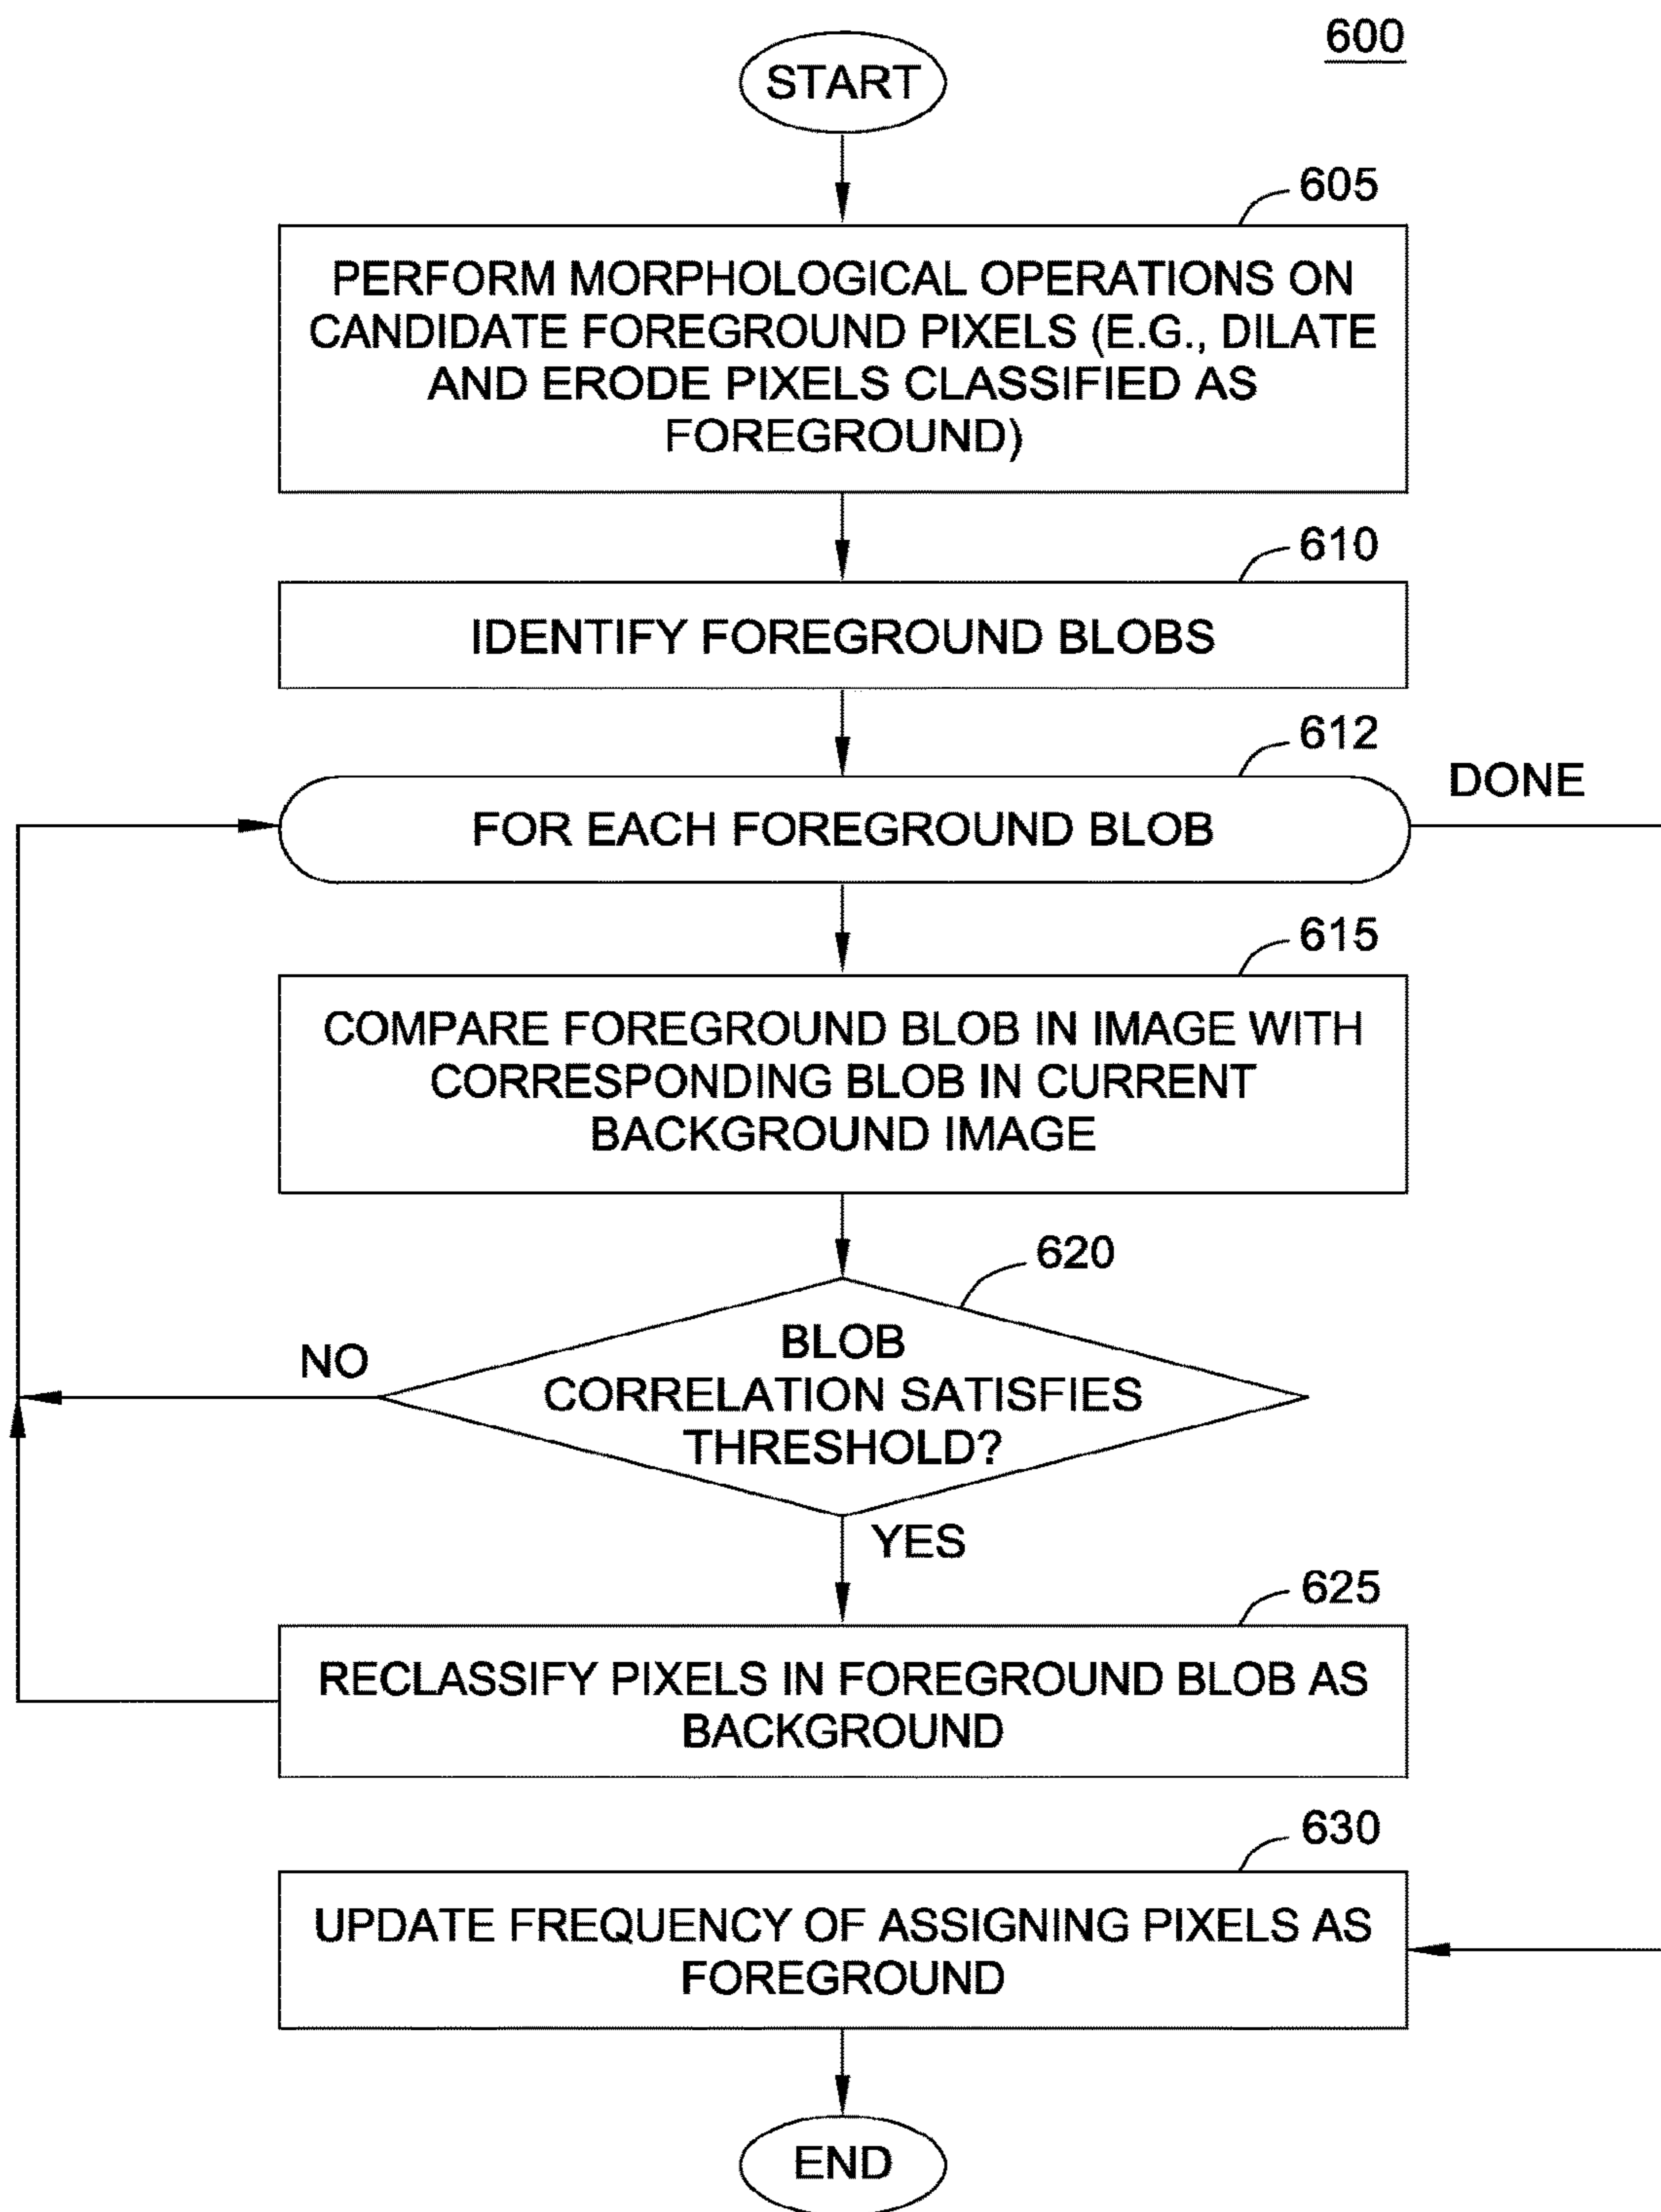 600
START
605
PERFORM MORPHOLOGICAL OPERATIONS ON
CANDIDATE FOREGROUND PIXELS (E.G., DILATE
AND ERODE PIXELS CLASSIFIED AS
FOREGROUND)
610
IDENTIFY FOREGROUND BLOBS
612
DONE
FOR EACH FOREGROUND BLOB
615
COMPARE FOREGROUND BLOB IN IMAGE WITH
CORRESPONDING BLOB IN CURRENT
BACKGROUND IMAGE
620
BLOB
CORRELATION SATISFIES
THRESHOLD?
NO
YES
625
RECLASSIFY PIXELS IN FOREGROUND BLOB AS
BACKGROUND
630
UPDATE FREQUENCY OF ASSIGNING PIXELS AS
FOREGROUND
END